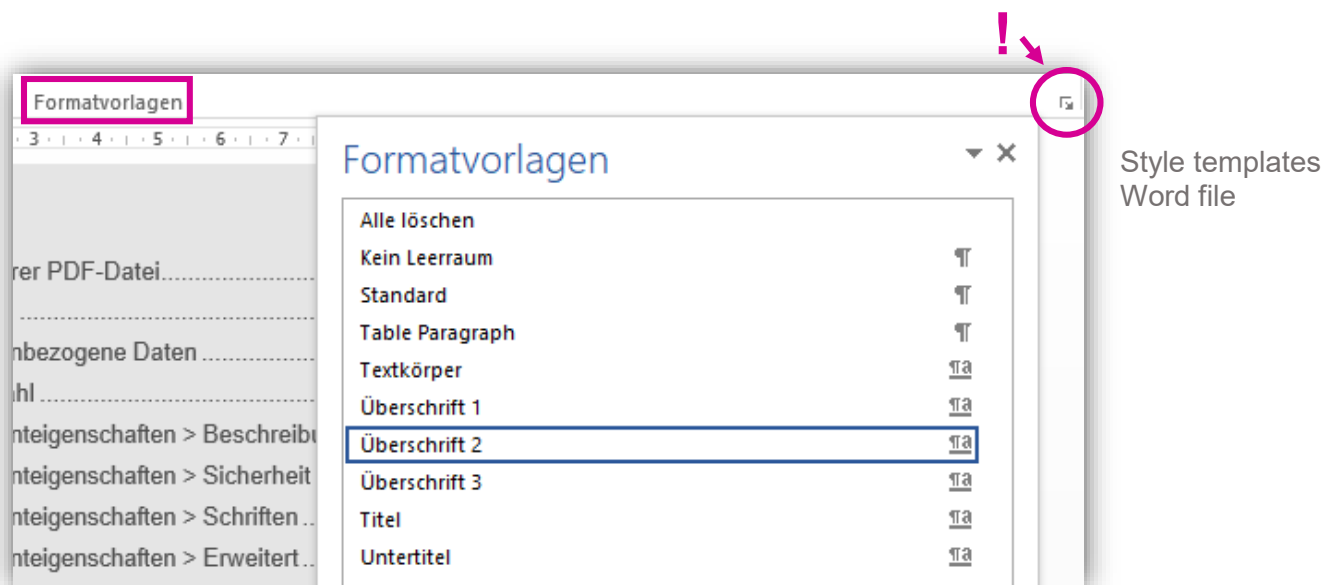 !
Formatvorlagen
· 3 · ı · 4 · ı · 5 · ı · 6 · ı · 7 · ı
Formatvorlagen
Style templates
Word file
Alle löschen
Kein Leerraum ¶
Standard ¶
Table Paragraph ¶
Textkörper ¶a
Überschrift 1 ¶a
Überschrift 2 ¶a
Überschrift 3 ¶a
Titel ¶a
Untertitel ¶a
rer PDF-Datei
nbezogene Daten
hl
nteigenschaften > Beschreibu
nteigenschaften > Sicherheit
nteigenschaften > Schriften
nteigenschaften > Erweitert